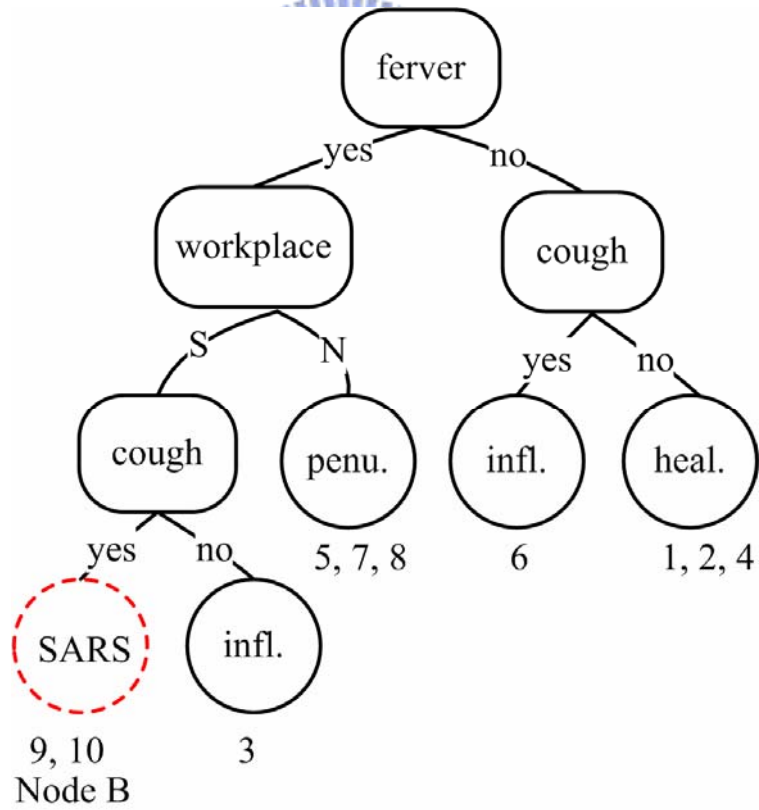 ferver
yes
no
workplace
cough
S
N
yes
no
cough
penu.
infl.
heal.
yes
no
5, 7, 8
6
1, 2, 4
SARS
infl.
9, 10
3
Node B